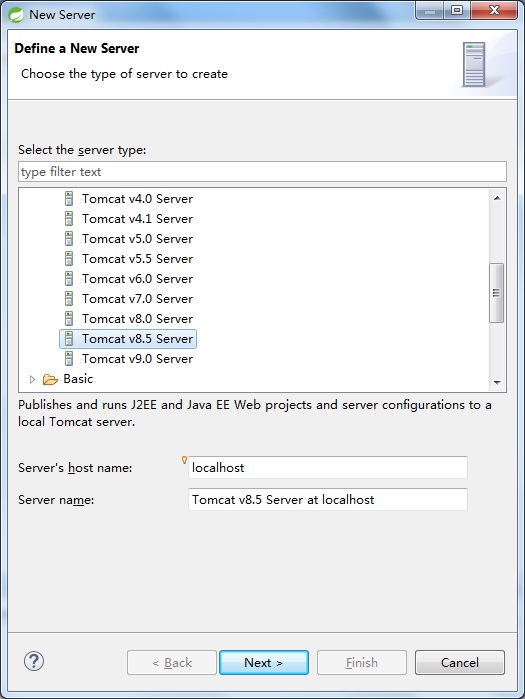 New Server
Define a New Server
Choose the type of server to create
Select the server type:
type filter text
Tomcat v4.0 Server
Tomcat v4.1 Server
Tomcat v5.0 Server
Tomcat v5.5 Server
Tomcat v6.0 Server
Tomcat v7.0 Server
Tomcat v8.0 Server
Tomcat v8.5 Server
Tomcat v9.0 Server
Basic
Publishes and runs J2EE and Java EE Web projects and server configurations to a
local Tomcat server.
Server's host name: localhost
Server name: Tomcat v8.5 Server at localhost
? < Back Next > Finish Cancel